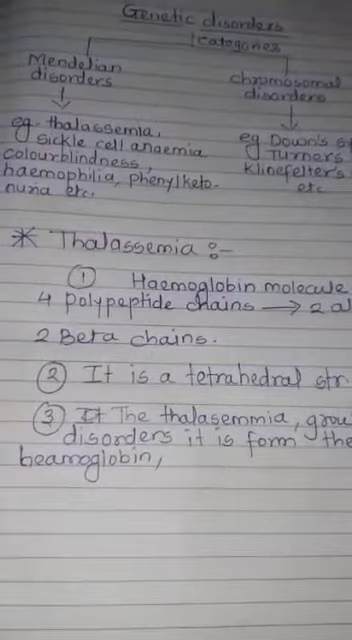 Genetic disorders
categories
Mendelian
disorders
chromosomal
disorders
eg. thalassemia,
sickle cell anaemia
colourblindness,
haemophilia, phenylketo-
nuria etc.
eg Down's
Turners
Klinefelter's
etc
* Thalassemia :-
① Haemoglobin molecule
4 polypeptide chains → 2
2 Beta chains.
② It is a tetrahedral
③ It The thalasemmia,
disorders it is form the
beamoglobin,